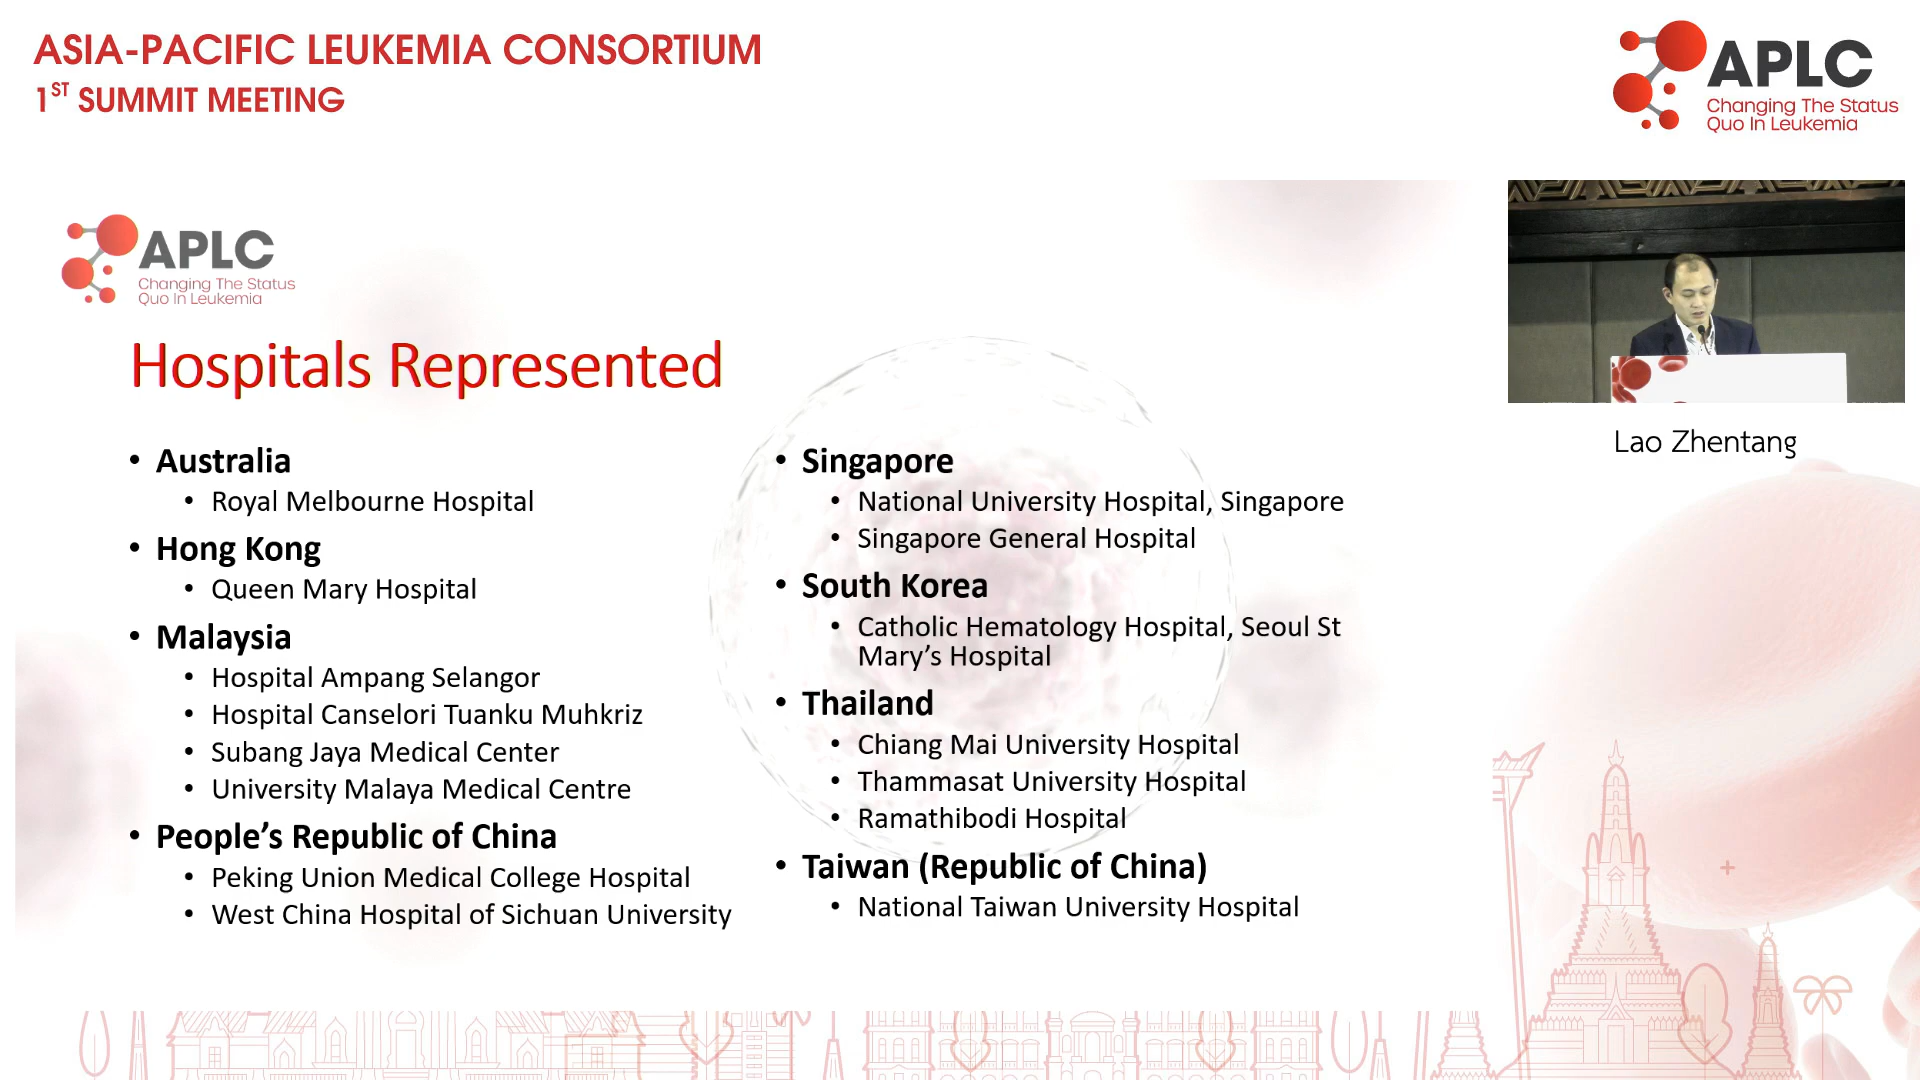 ASIA-PACIFIC LEUKEMIA CONSORTIUM
1ST SUMMIT MEETING
APLC
Changing The Status
Quo In Leukemia
APLC
Changing The Status
Quo In Leukemia
Hospitals Represented
• Australia
• Royal Melbourne Hospital
• Hong Kong
• Queen Mary Hospital
• Malaysia
• Hospital Ampang Selangor
• Hospital Canselori Tuanku Muhkriz
• Subang Jaya Medical Center
• University Malaya Medical Centre
• People’s Republic of China
• Peking Union Medical College Hospital
• West China Hospital of Sichuan University
• Singapore
• National University Hospital, Singapore
• Singapore General Hospital
• South Korea
• Catholic Hematology Hospital, Seoul St
Mary’s Hospital
• Thailand
• Chiang Mai University Hospital
• Thammasat University Hospital
• Ramathibodi Hospital
• Taiwan (Republic of China)
• National Taiwan University Hospital
Lao Zhentang